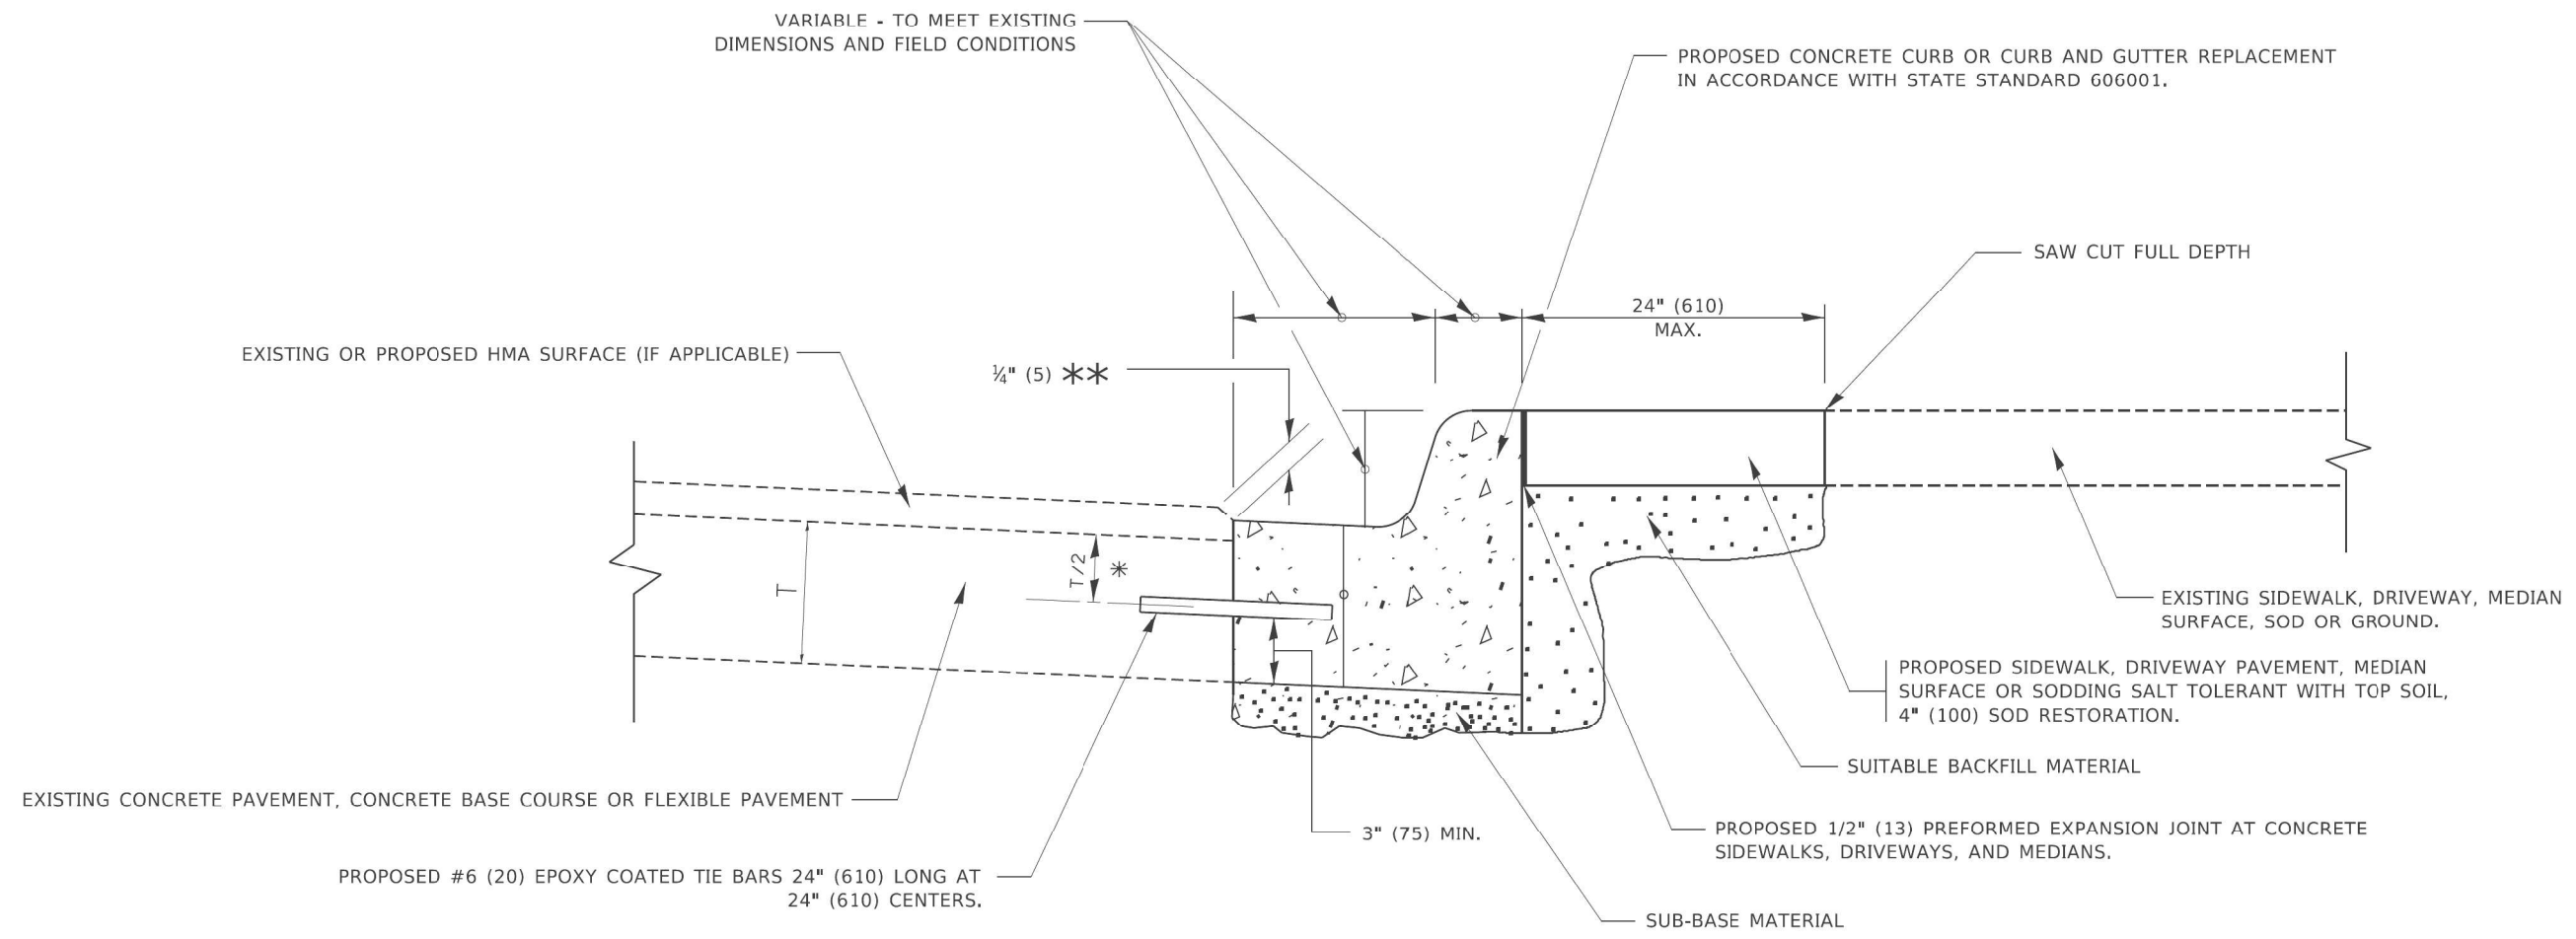 VARIABLE - TO MEET EXISTING
DIMENSIONS AND FIELD CONDITIONS
PROPOSED CONCRETE CURB OR CURB AND GUTTER REPLACEMENT
IN ACCORDANCE WITH STATE STANDARD 606001.
SAW CUT FULL DEPTH
24" (610)
MAX.
EXISTING OR PROPOSED HMA SURFACE (IF APPLICABLE)
¼" (5) **
T
T/2
*
EXISTING SIDEWALK, DRIVEWAY, MEDIAN
SURFACE, SOD OR GROUND.
PROPOSED SIDEWALK, DRIVEWAY PAVEMENT, MEDIAN
SURFACE OR SODDING SALT TOLERANT WITH TOP SOIL,
4" (100) SOD RESTORATION.
SUITABLE BACKFILL MATERIAL
EXISTING CONCRETE PAVEMENT, CONCRETE BASE COURSE OR FLEXIBLE PAVEMENT
3" (75) MIN.
PROPOSED 1/2" (13) PREFORMED EXPANSION JOINT AT CONCRETE
SIDEWALKS, DRIVEWAYS, AND MEDIANS.
PROPOSED #6 (20) EPOXY COATED TIE BARS 24" (610) LONG AT
24" (610) CENTERS.
SUB-BASE MATERIAL